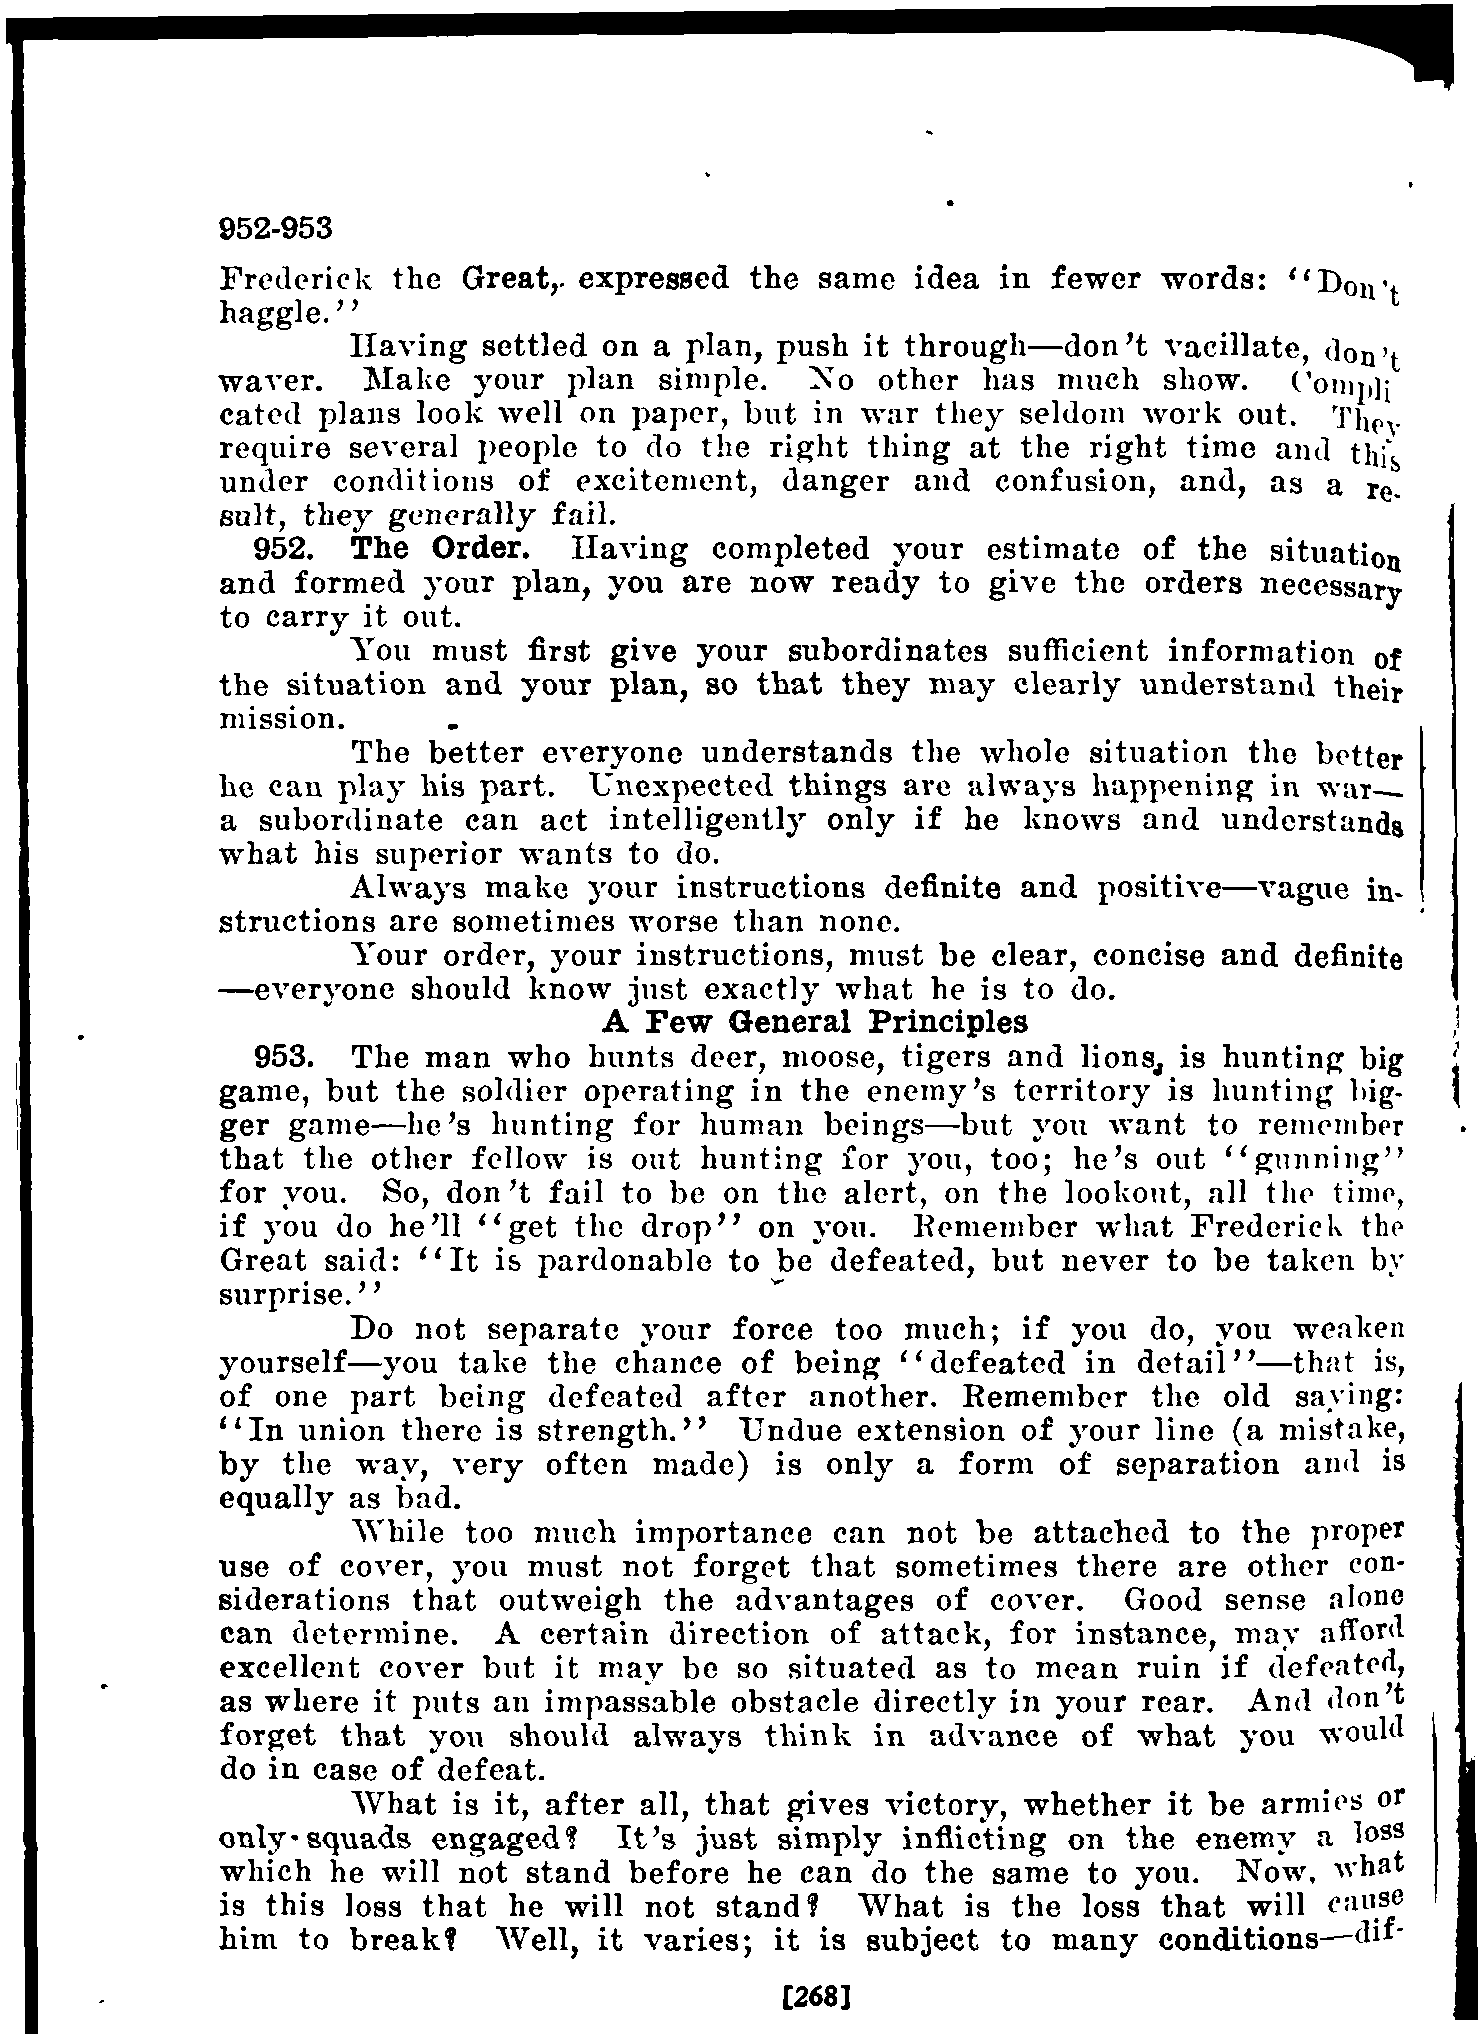 952-953
Frederick the Great, expressed the same idea in fewer words: "Don't
haggle."
Having settled on a plan, push it through—don't vacillate, don't
waver. Make your plan simple. No other has much show. Compli
cated plans look well on paper, but in war they seldom work out. They
require several people to do the right thing at the right time and this
under conditions of excitement, danger and confusion, and, as a re-
sult, they generally fail.
952. The Order. Having completed your estimate of the situation
and formed your plan, you are now ready to give the orders necessary
to carry it out.
You must first give your subordinates sufficient information of
the situation and your plan, so that they may clearly understand their
mission.
The better everyone understands the whole situation the better
he can play his part. Unexpected things are always happening in war—
a subordinate can act intelligently only if he knows and understands
what his superior wants to do.
Always make your instructions definite and positive—vague in-
structions are sometimes worse than none.
Your order, your instructions, must be clear, concise and definite
—everyone should know just exactly what he is to do.
A Few General Principles
953. The man who hunts deer, moose, tigers and lions, is hunting big
game, but the soldier operating in the enemy's territory is hunting big-
ger game—he's hunting for human beings—but you want to remember
that the other fellow is out hunting for you, too; he's out "gunning"
for you. So, don't fail to be on the alert, on the lookout, all the time,
if you do he'll "get the drop" on you. Remember what Frederick the
Great said: "It is pardonable to be defeated, but never to be taken by
surprise."
Do not separate your force too much; if you do, you weaken
yourself—you take the chance of being "defeated in detail"—that is,
of one part being defeated after another. Remember the old saying:
"In union there is strength." Undue extension of your line (a mistake,
by the way, very often made) is only a form of separation and is
equally as bad.
While too much importance can not be attached to the proper
use of cover, you must not forget that sometimes there are other con-
siderations that outweigh the advantages of cover. Good sense alone
can determine. A certain direction of attack, for instance, may afford
excellent cover but it may be so situated as to mean ruin if defeated,
as where it puts an impassable obstacle directly in your rear. And don't
forget that you should always think in advance of what you would
do in case of defeat.
What is it, after all, that gives victory, whether it be armies or
only squads engaged? It's just simply inflicting on the enemy a loss
which he will not stand before he can do the same to you. Now, what
is this loss that he will not stand? What is the loss that will cause
him to break? Well, it varies; it is subject to many conditions—dif-
[268]